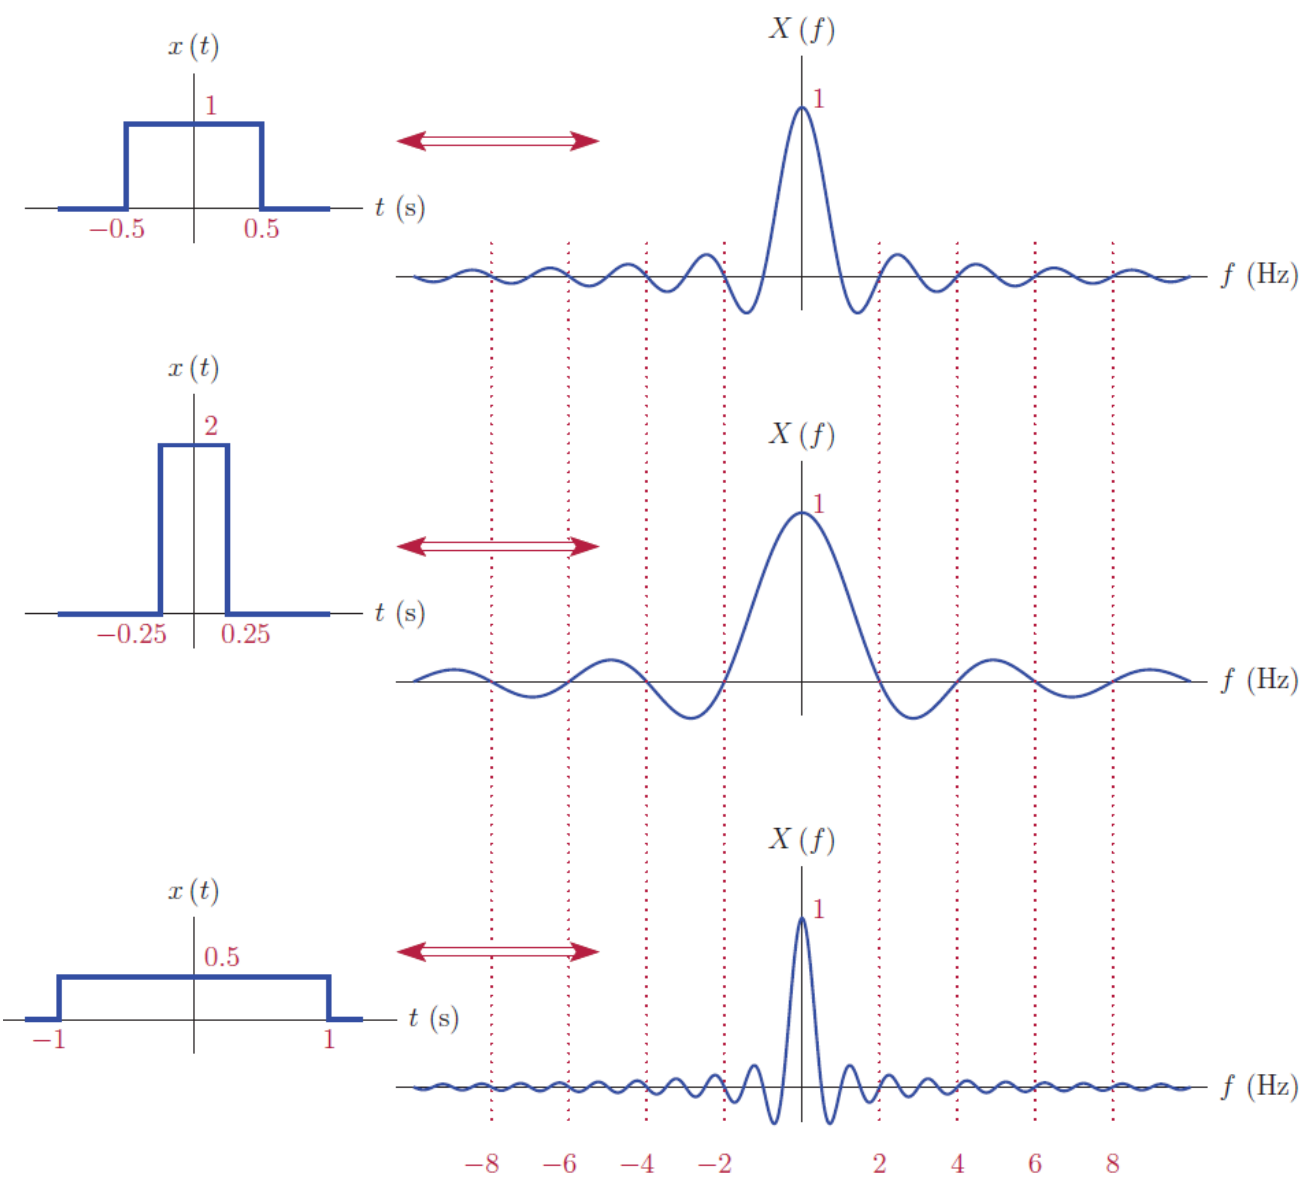 x (t)
1
−0.5
0.5
t (s)
X (f)
1
f (Hz)
x (t)
2
−0.25
0.25
t (s)
X (f)
1
f (Hz)
x (t)
0.5
−1
1
t (s)
X (f)
1
f (Hz)
−8 −6 −4 −2 2 4 6 8